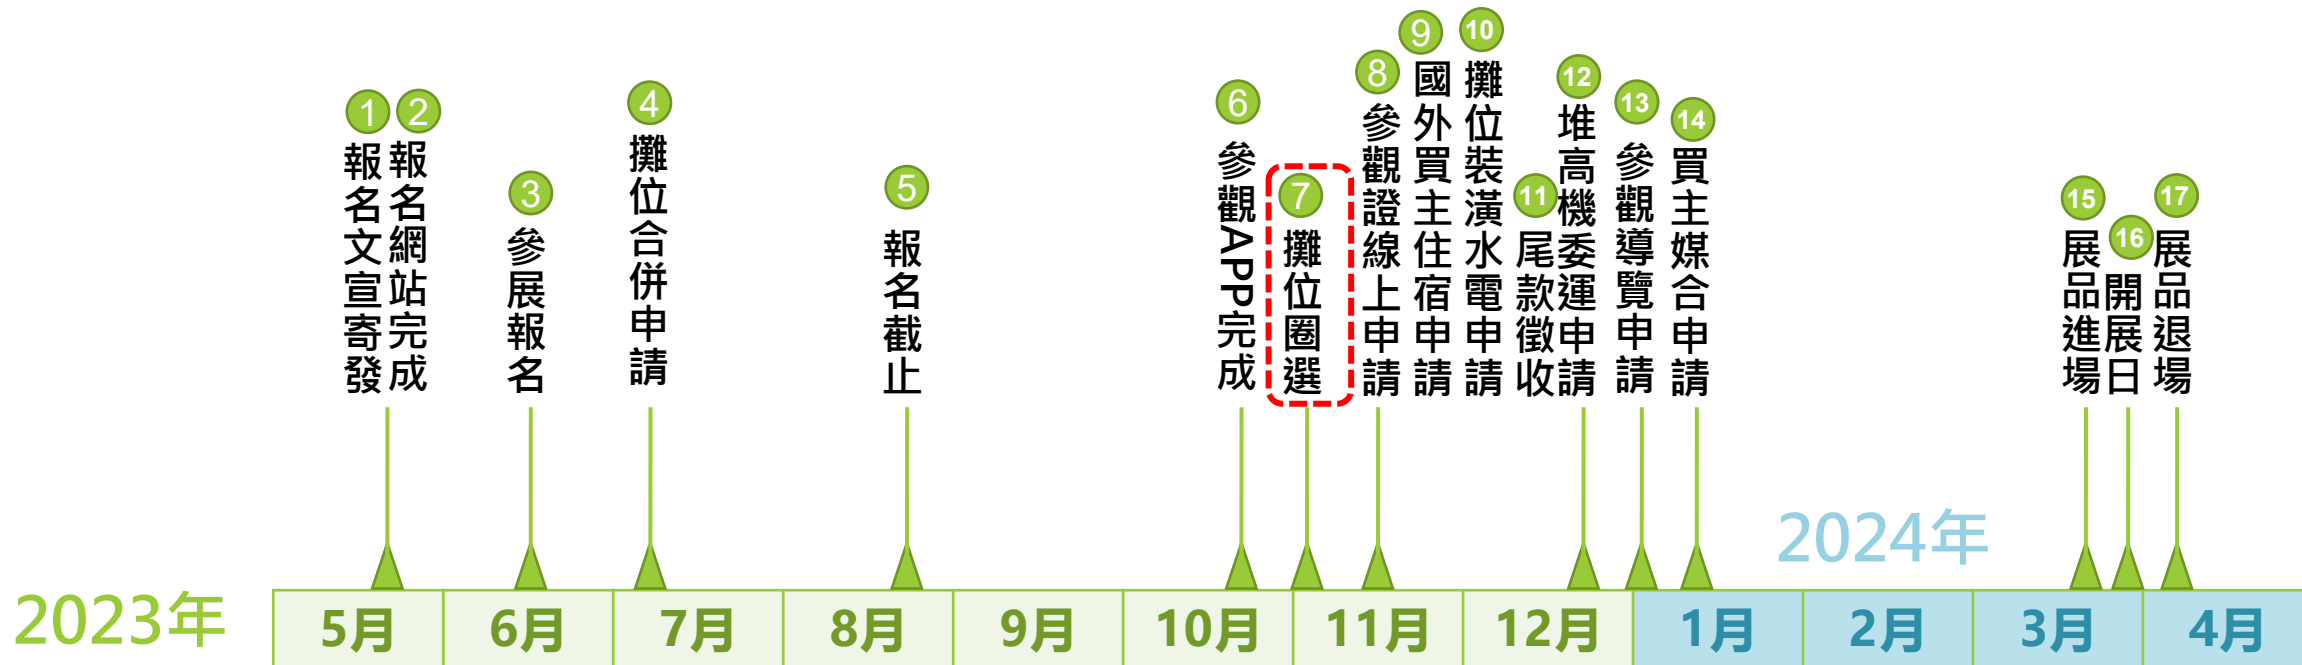 1
報名文宣寄發
2
報名網站完成
3
參展報名
4
攤位合併申請
5
報名截止
6
參觀APP完成
7
攤位圈選
8
參觀證線上申請
9
國外買主住宿申請
10
攤位裝潢水電申請
11
尾款徵收
12
堆高機委運申請
13
參觀導覽申請
14
買主媒合申請
15
展品進場
16
開展日
17
展品退場
2024年
2023年
5月
6月
7月
8月
9月
10月
11月
12月
1月
2月
3月
4月